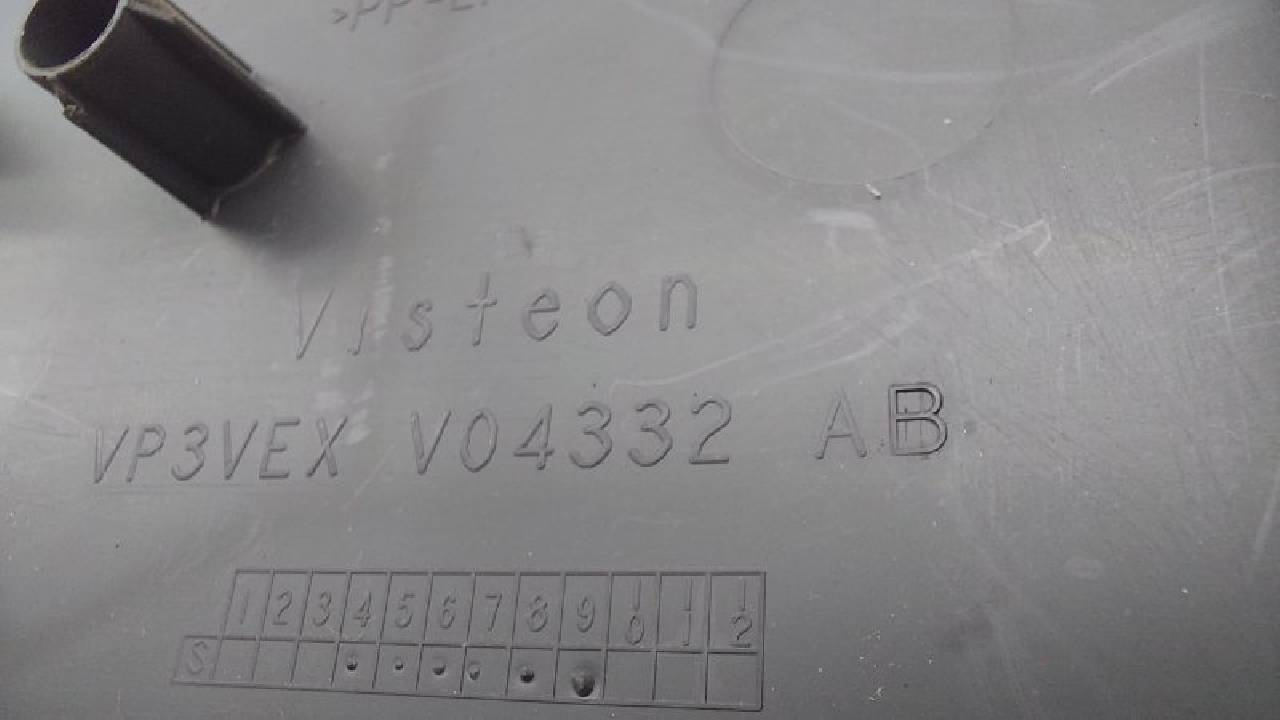 Visteon
VP3VEX V04332 AB
1 2 3 4 5 6 7 8 9 10 11 12
S